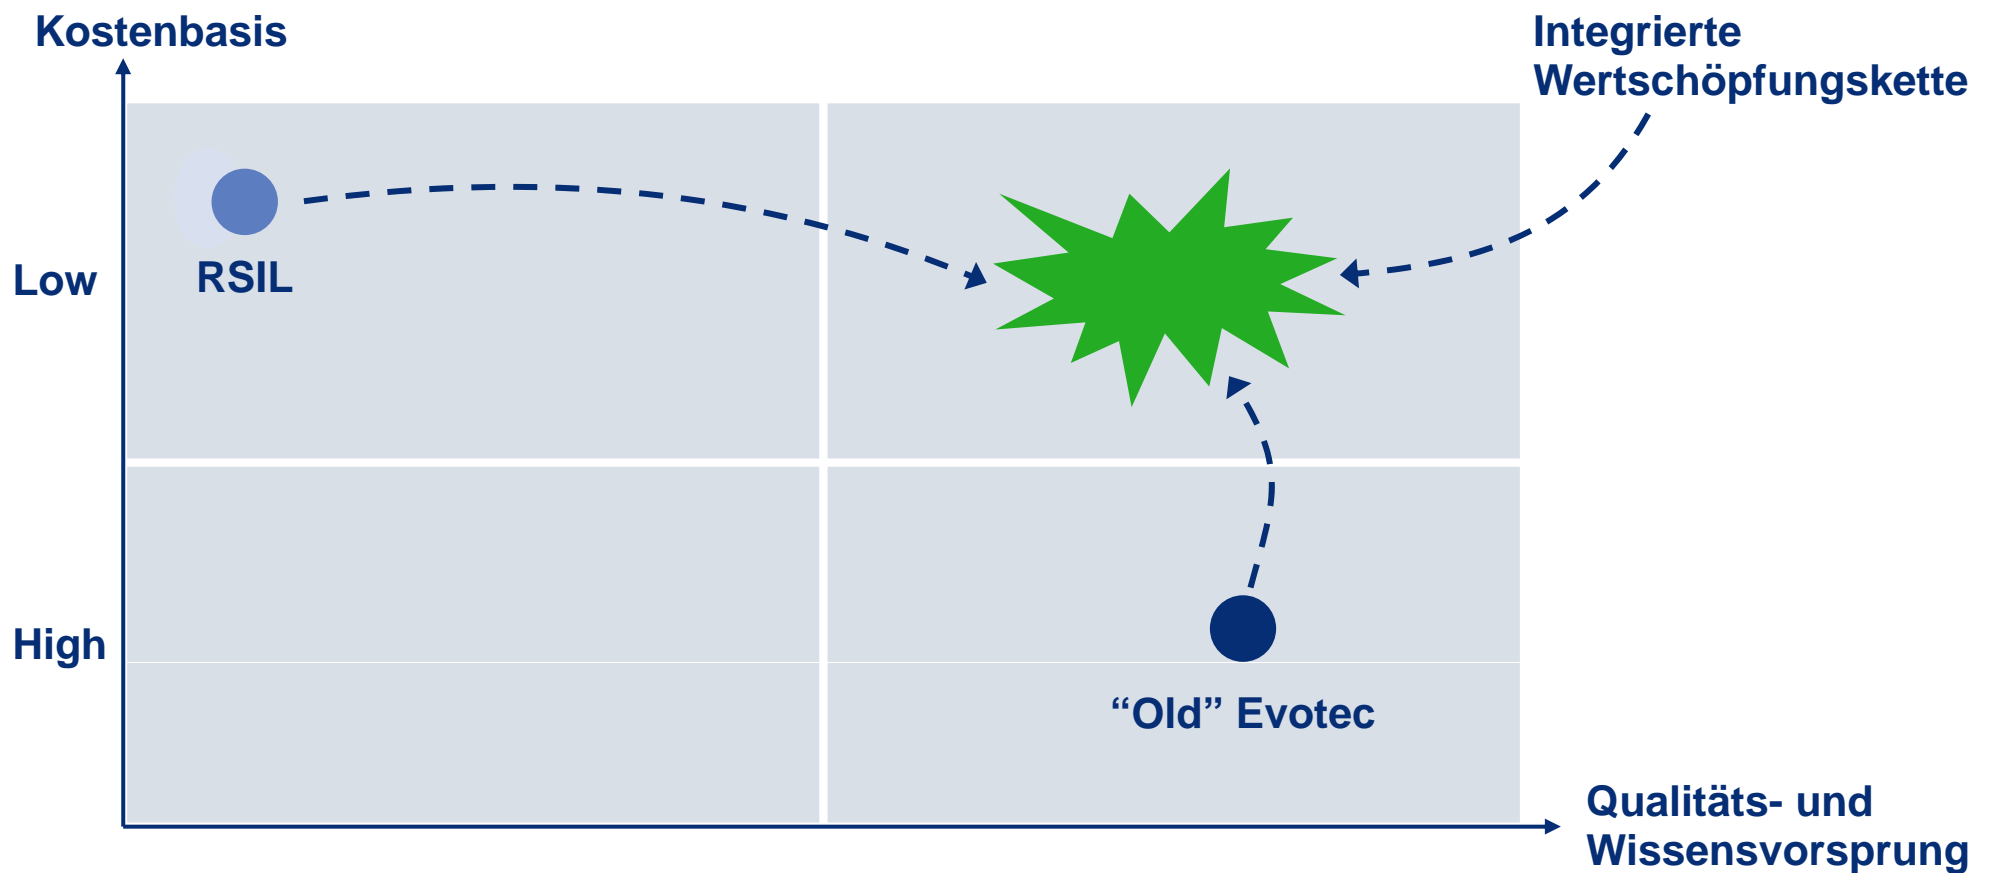 Kostenbasis
Integrierte
Wertschöpfungskette
Low
RSIL
High
“Old” Evotec
Qualitäts- und
Wissensvorsprung